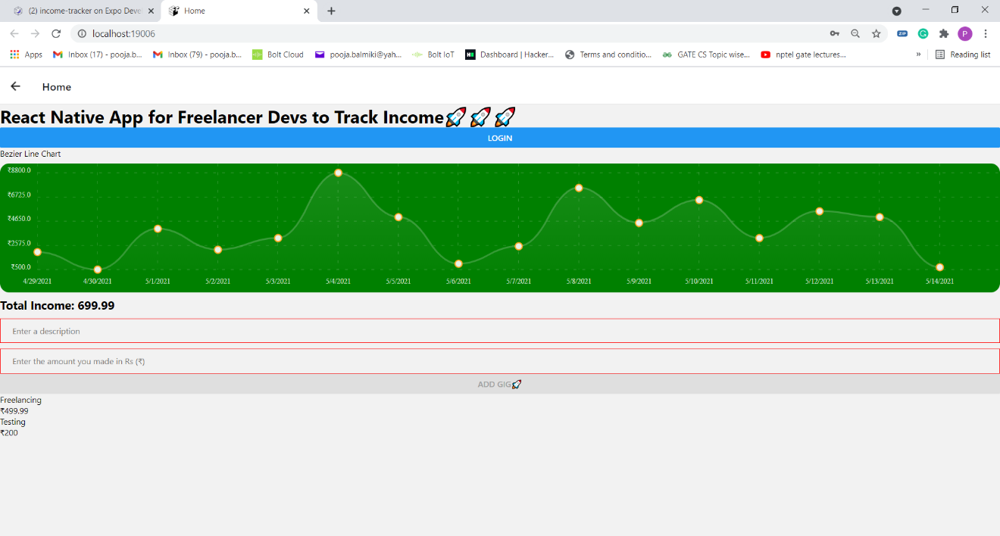 (2) income-tracker on Expo Deve
Home
localhost:19006
ZIP
G
P
Apps
Inbox (17) - pooja.b...
Inbox (79) - pooja.b...
Bolt Cloud
pooja.balmiki@yah...
Bolt IoT
Dashboard | Hacker...
Terms and conditio...
GATE CS Topic wise...
nptel gate lectures...
»
Reading list
Home
React Native App for Freelancer Devs to Track Income🚀🚀🚀
LOGIN
Bezier Line Chart
₹8800.0
₹6725.0
₹4650.0
₹2575.0
₹500.0
4/29/2021 4/30/2021 5/1/2021 5/2/2021 5/3/2021 5/4/2021 5/5/2021 5/6/2021 5/7/2021 5/8/2021 5/9/2021 5/10/2021 5/11/2021 5/12/2021 5/13/2021 5/14/2021
Total Income: 699.99
Enter a description
Enter the amount you made in Rs (₹)
ADD GIG🚀
Freelancing
₹499.99
Testing
₹200